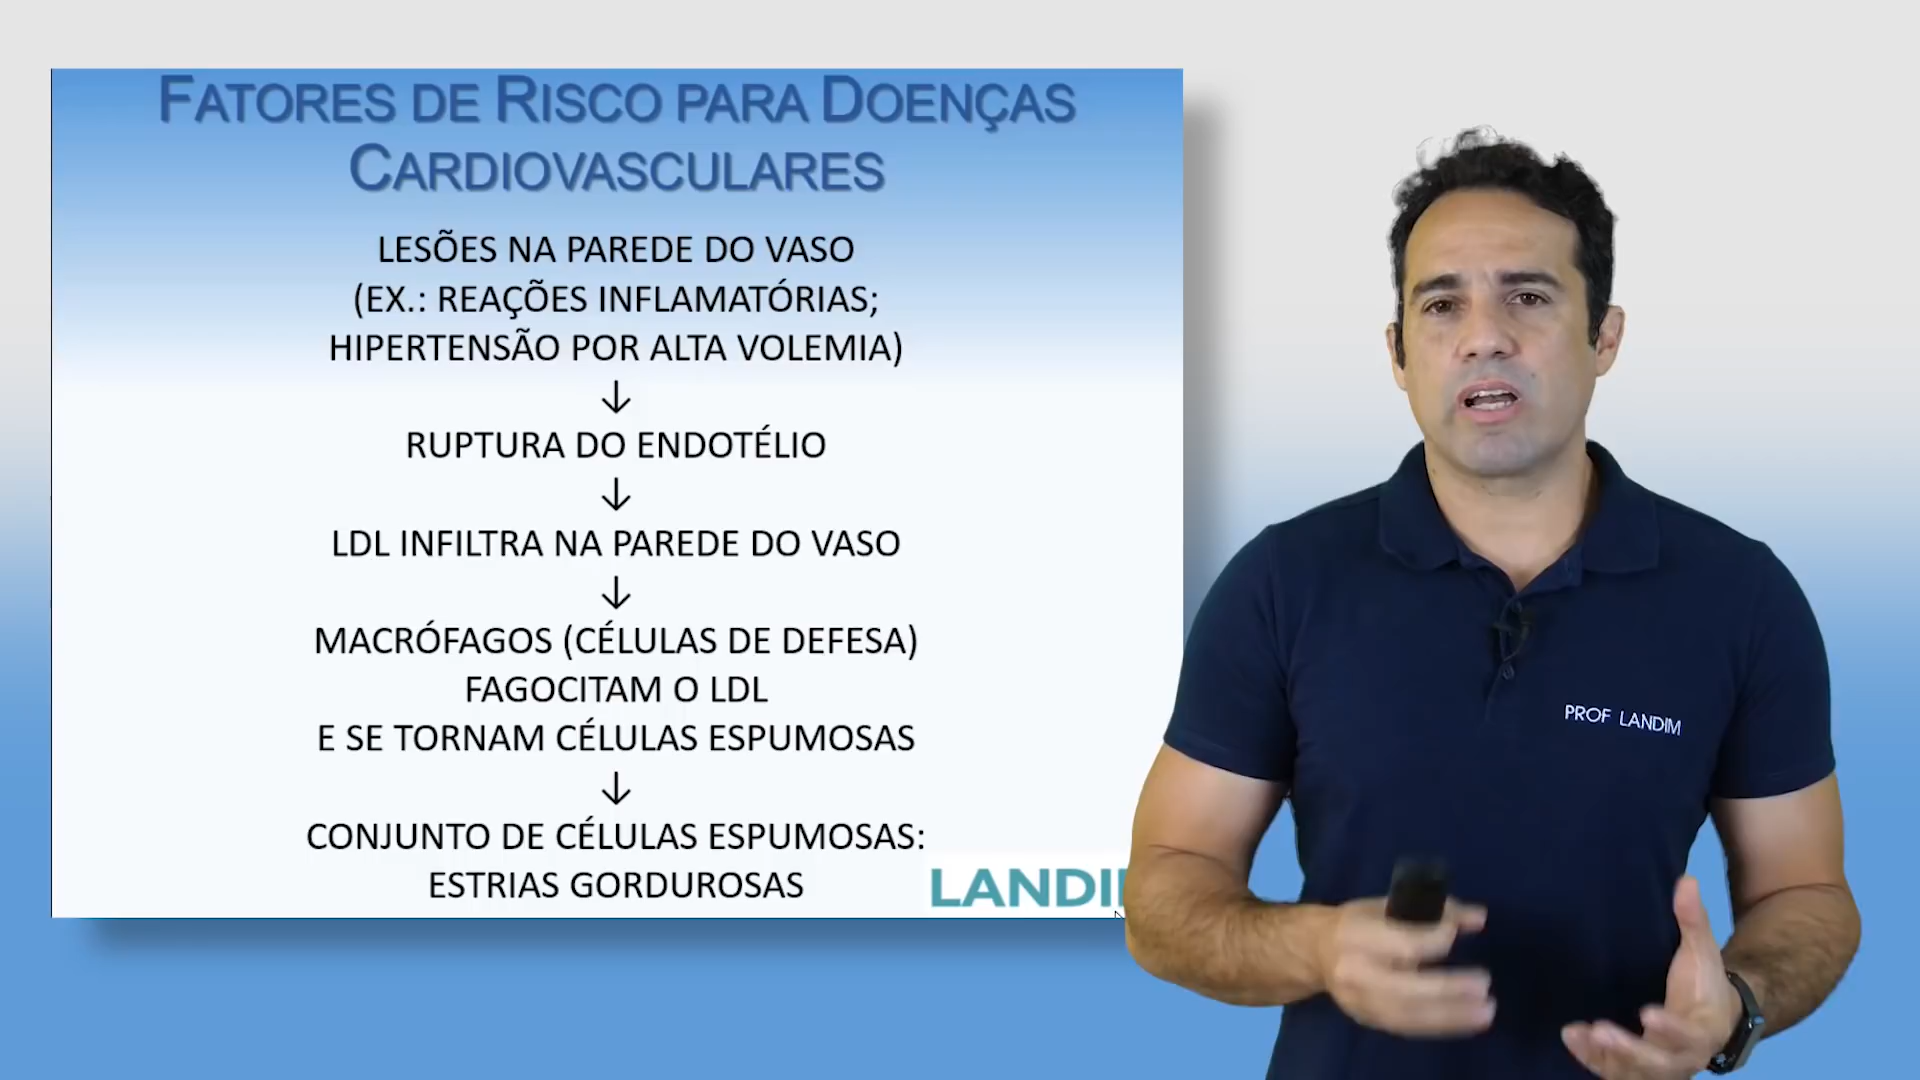 FATORES DE RISCO PARA DOENÇAS
CARDIOVASCULARES
LESÕES NA PAREDE DO VASO
(EX.: REAÇÕES INFLAMATÓRIAS;
HIPERTENSÃO POR ALTA VOLEMIA)
↓
RUPTURA DO ENDOTÉLIO
↓
LDL INFILTRA NA PAREDE DO VASO
↓
MACRÓFAGOS (CÉLULAS DE DEFESA)
FAGOCITAM O LDL
E SE TORNAM CÉLULAS ESPUMOSAS
↓
CONJUNTO DE CÉLULAS ESPUMOSAS:
ESTRIAS GORDUROSAS
PROF LANDIM